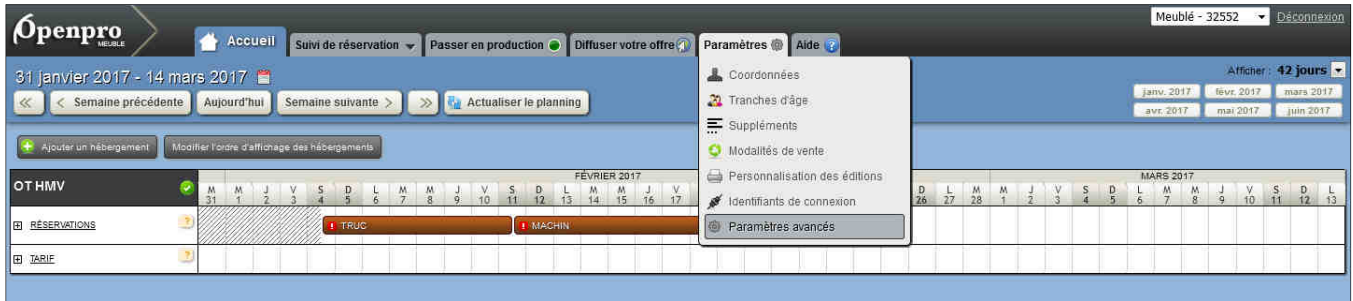 Openpro
MEUBLE
Accueil
Suivi de réservation
Passer en production
Diffuser votre offre
Paramètres
Aide
Meublé - 32552
Déconnexion
31 janvier 2017 - 14 mars 2017
Afficher : 42 jours
<< < Semaine précédente Aujourd'hui Semaine suivante > >> Actualiser le planning
janv. 2017 févr. 2017 mars 2017
avr. 2017 mai 2017 juin 2017
Coordonnées
Tranches d'âge
Suppléments
Modalités de vente
Personnalisation des éditions
Identifiants de connexion
Paramètres avancés
Ajouter un hébergement Modifier l'ordre d'affichage des hébergements
OT HMV
FÉVRIER 2017 MARS 2017
M M J V S D L M M J V S D L M M J V D L M M J V S D L M M J V S D L
31 1 2 3 4 5 6 7 8 9 10 11 12 13 14 15 16 17 26 27 28 1 2 3 4 5 6 7 8 9 10 11 12 13
RÉSERVATIONS ? ! TRUC ! MACHIN
TARIF ?